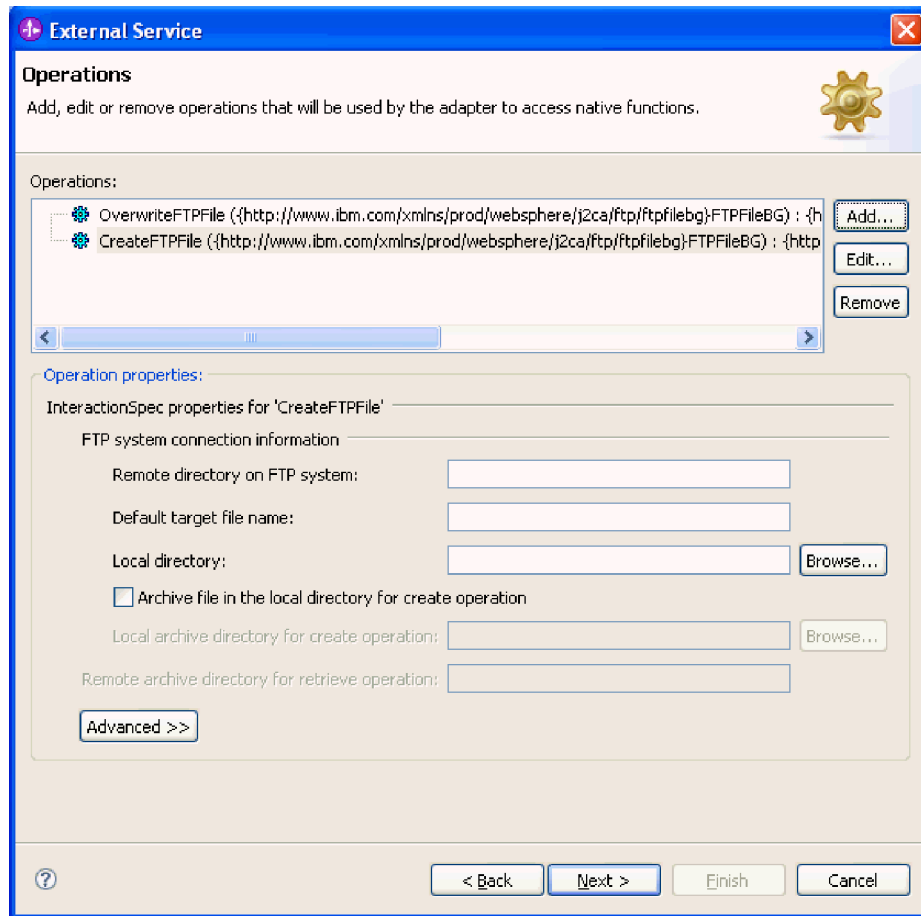 External Service
Operations
Add, edit or remove operations that will be used by the adapter to access native functions.
Operations:
OverwriteFTPFile ({http://www.ibm.com/xmlns/prod/websphere/j2ca/ftp/ftpfilebg}FTPFileBG) : {h
Add...
CreateFTPFile ({http://www.ibm.com/xmlns/prod/websphere/j2ca/ftp/ftpfilebg}FTPFileBG) : {http
Edit...
Remove
Operation properties:
InteractionSpec properties for 'CreateFTPFile'
FTP system connection information
Remote directory on FTP system:
Default target file name:
Local directory:
Browse...
Archive file in the local directory for create operation
Local archive directory for create operation:
Browse...
Remote archive directory for retrieve operation:
Advanced >>
?
< Back
Next >
Finish
Cancel